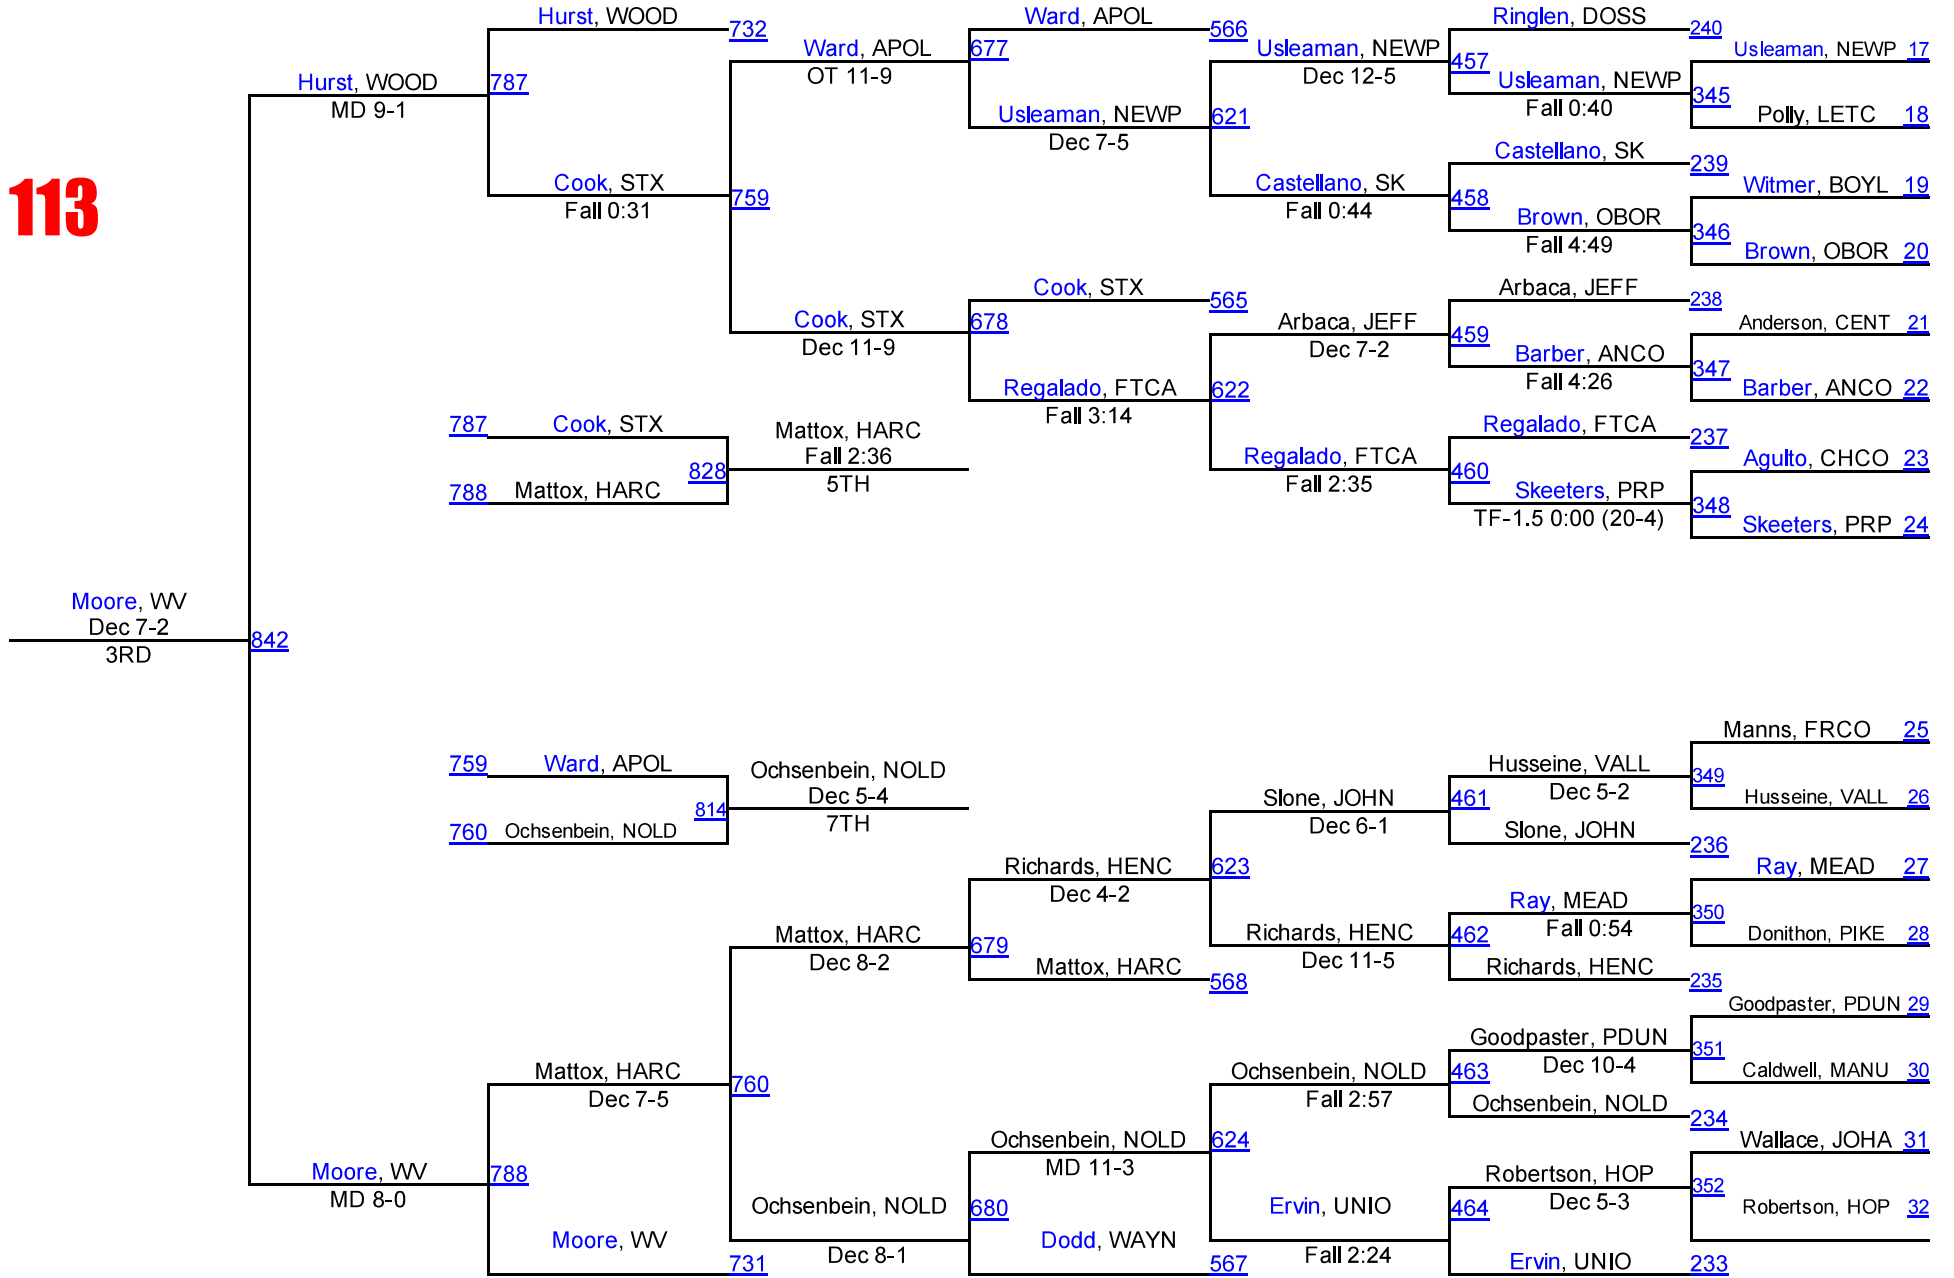 Hurst, WOOD
732
Ward, APOL
566
Ringlen, DOSS
240
Ward, APOL
OT 11-9
677
Usleaman, NEWP
Dec 12-5
457
Usleaman, NEWP 17
Hurst, WOOD
MD 9-1
787
Usleaman, NEWP
Fall 0:40
345
Usleaman, NEWP
Dec 7-5
621
Polly, LETC 18
Castellano, SK
239
113
Cook, STX
Fall 0:31
759
Castellano, SK
Fall 0:44
458
Witmer, BOYL 19
Brown, OBOR
Fall 4:49
346
Brown, OBOR 20
Cook, STX
565
Arbaca, JEFF
238
Cook, STX
Dec 11-9
678
Arbaca, JEFF
Dec 7-2
459
Anderson, CENT 21
Barber, ANCO
Fall 4:26
347
Regalado, FTCA
Fall 3:14
622
Barber, ANCO 22
787 Cook, STX
Mattox, HARC
Fall 2:36
5TH
828
788 Mattox, HARC
Regalado, FTCA
237
Regalado, FTCA
Fall 2:35
460
Agulto, CHCO 23
Skeeters, PRP
TF-1.5 0:00 (20-4)
348
Skeeters, PRP 24
Moore, WV
Dec 7-2
3RD
842
Manns, FRCO 25
759 Ward, APOL
Ochsenbein, NOLD
Dec 5-4
7TH
814
760 Ochsenbein, NOLD
Husseine, VALL
Dec 5-2
349
Slone, JOHN
Dec 6-1
461
Husseine, VALL 26
Slone, JOHN
236
Richards, HENC
Dec 4-2
623
Ray, MEAD 27
Ray, MEAD
Fall 0:54
350
Mattox, HARC
Dec 8-2
679
Richards, HENC
Dec 11-5
462
Donithon, PIKE 28
Mattox, HARC
568
Richards, HENC
235
Goodpaster, PDUN 29
Goodpaster, PDUN
Dec 10-4
351
Mattox, HARC
Dec 7-5
760
Ochsenbein, NOLD
Fall 2:57
463
Caldwell, MANU 30
Ochsenbein, NOLD
234
Ochsenbein, NOLD
MD 11-3
624
Wallace, JOHA 31
Moore, WV
MD 8-0
788
Robertson, HOP
Dec 5-3
352
Ochsenbein, NOLD
Dec 8-1
680
Ervin, UNIO
Fall 2:24
464
Robertson, HOP 32
Moore, WV
731
Dodd, WAYN
567
Ervin, UNIO
233